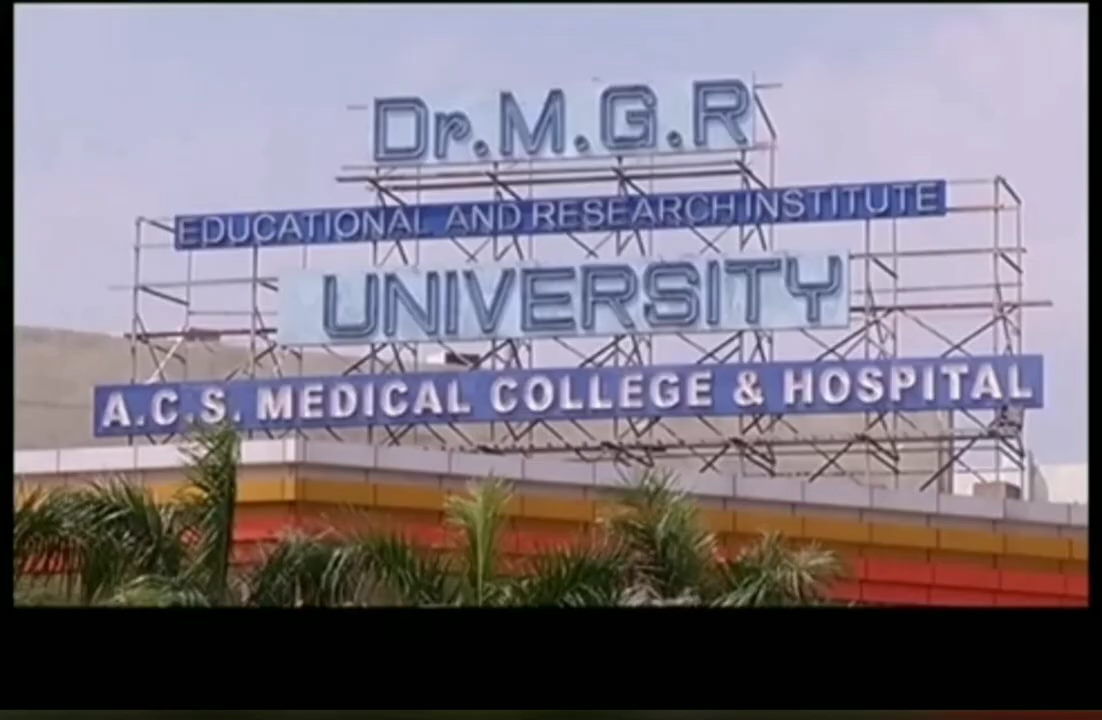 Dr.M.G.R
EDUCATIONAL AND RESEARCH INSTITUTE
UNIVERSITY
A.C.S. MEDICAL COLLEGE & HOSPITAL